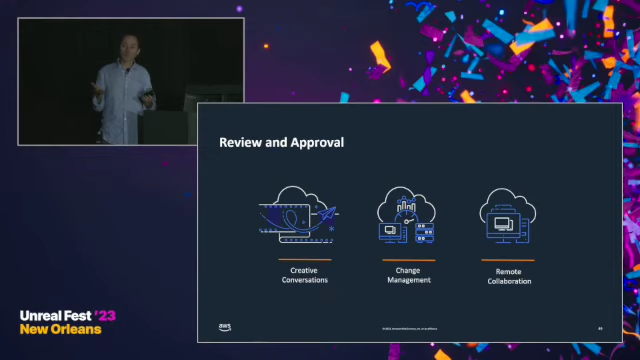 Review and Approval
Creative
Conversations
Change
Management
Remote
Collaboration
Unreal Fest '23
New Orleans
aws